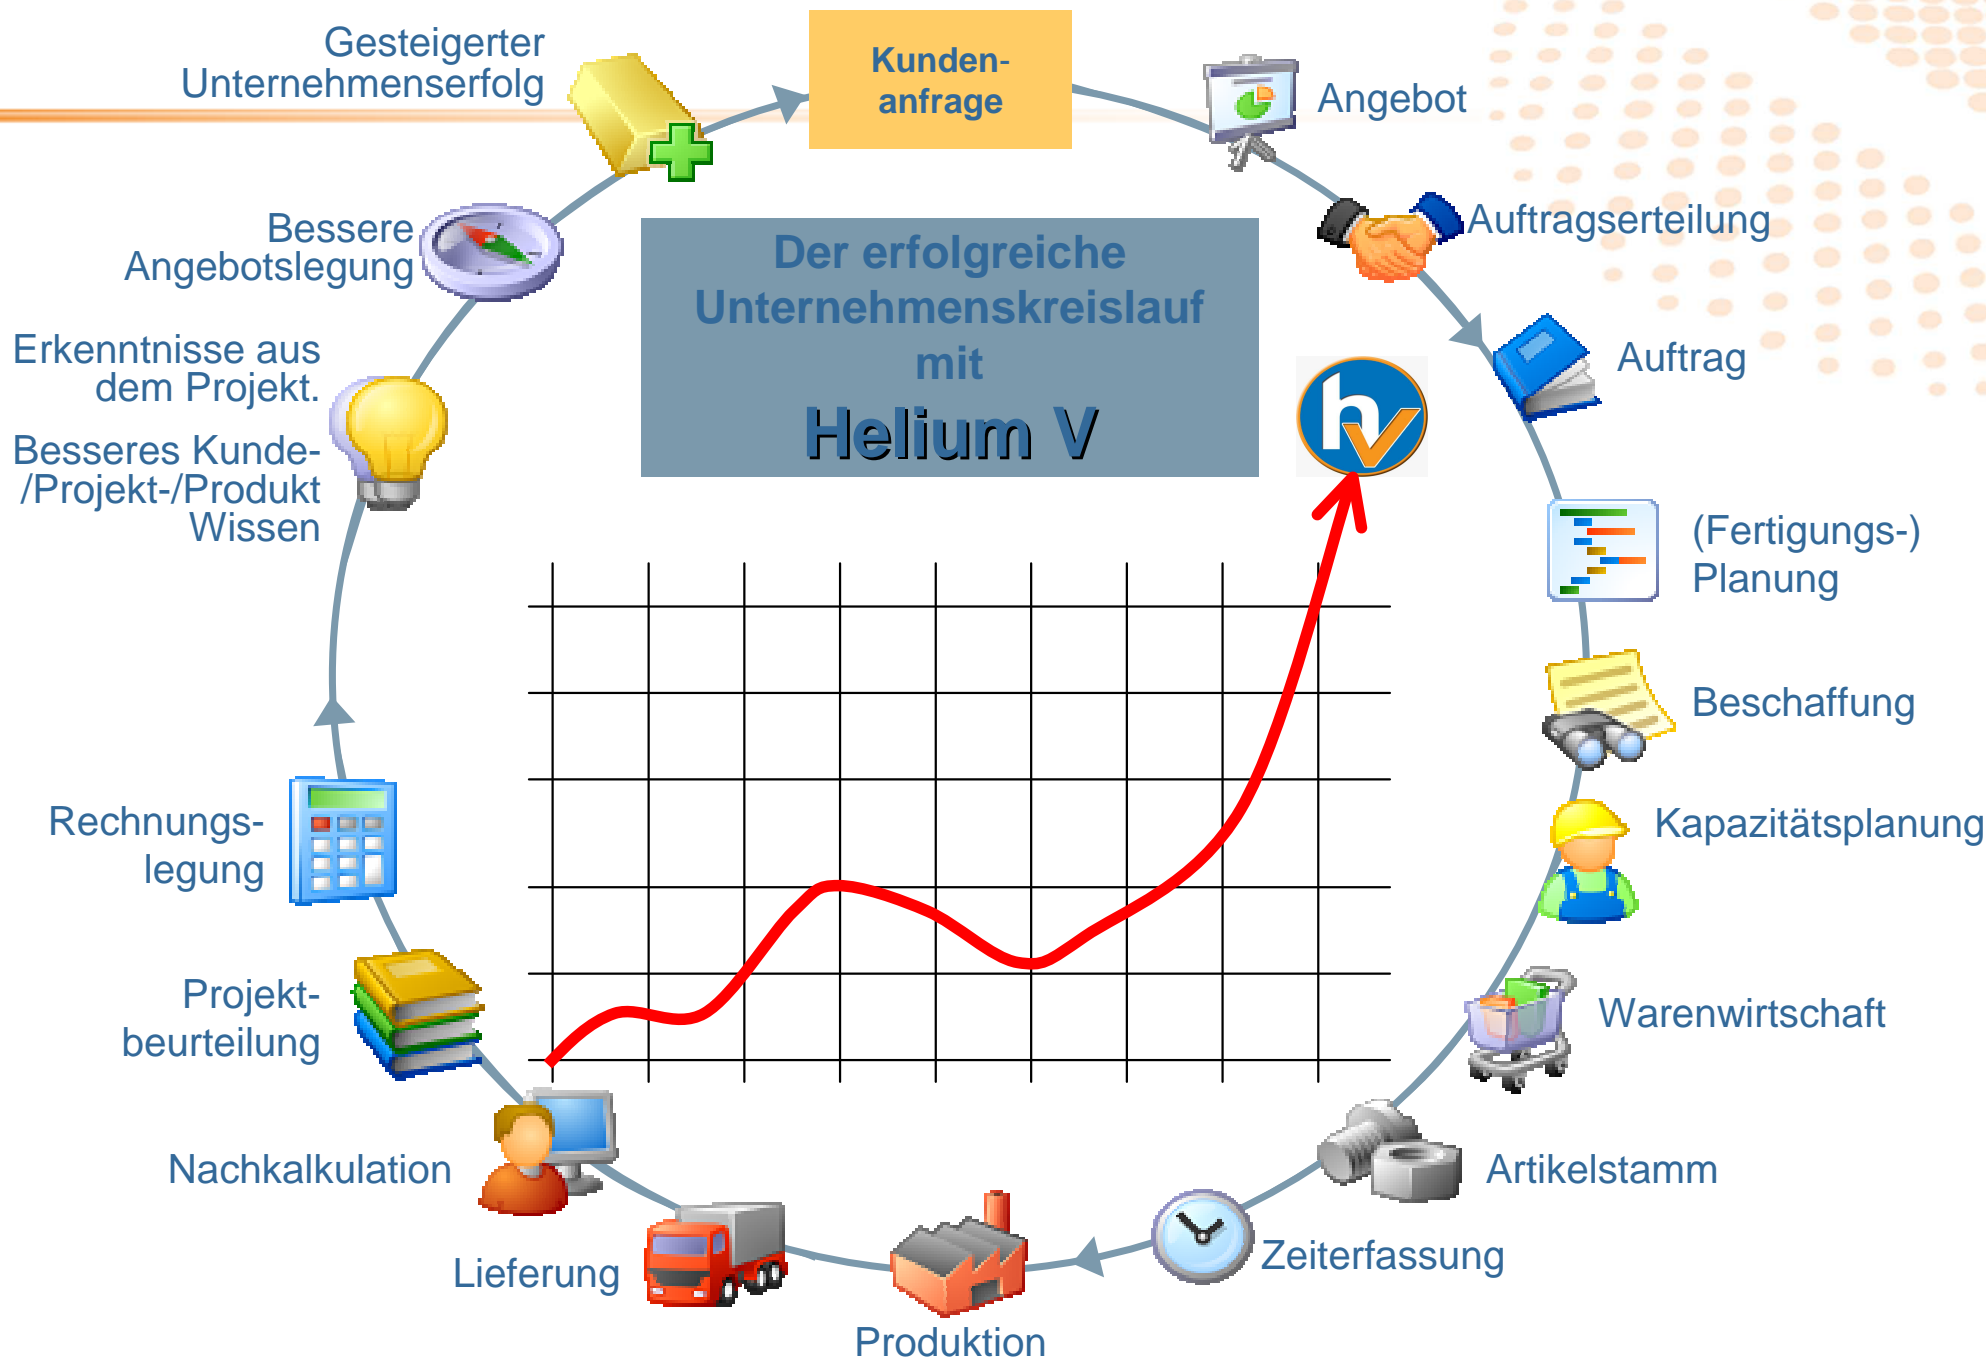 Gesteigerter
Unternehmenserfolg
Kunden-
anfrage
Angebot
Auftragserteilung
Auftrag
(Fertigungs-)
Planung
Beschaffung
Kapazitätsplanung
Warenwirtschaft
Artikelstamm
Zeiterfassung
Produktion
Lieferung
Nachkalkulation
Projekt-
beurteilung
Rechnungs-
legung
Erkenntnisse aus
dem Projekt.
Besseres Kunde-
/Projekt-/Produkt
Wissen
Bessere
Angebotslegung
Der erfolgreiche
Unternehmenskreislauf
mit
Helium V
hv